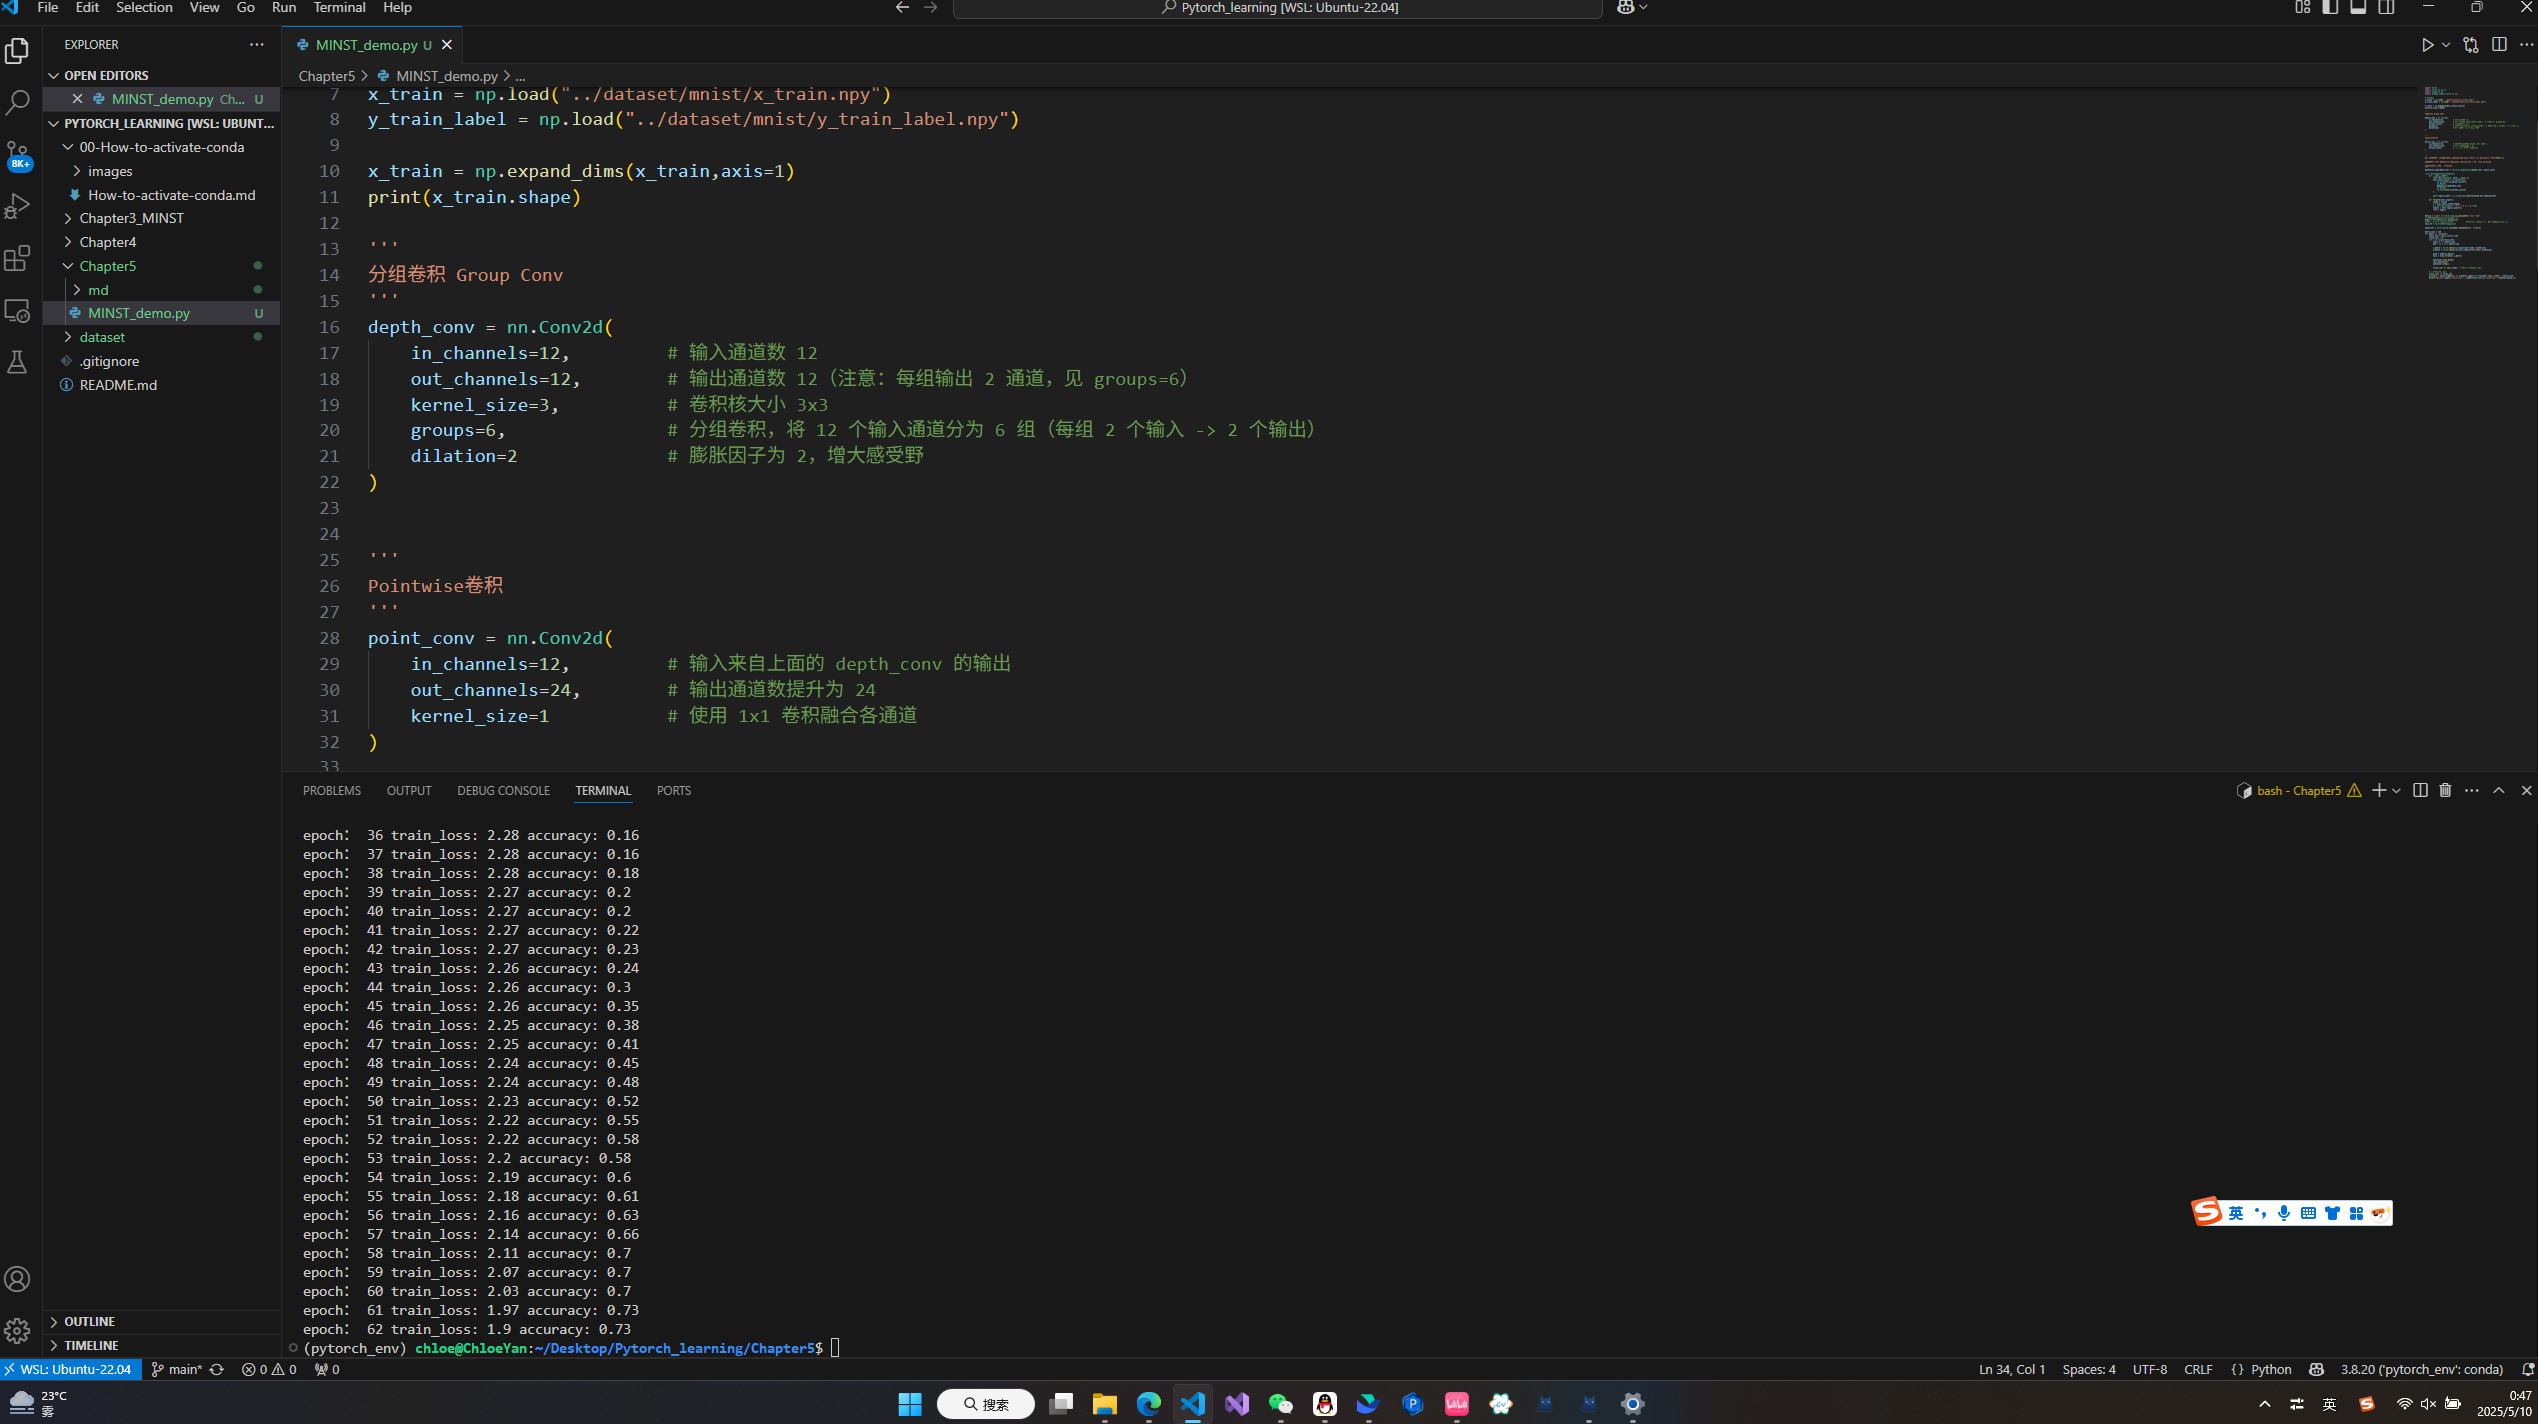 File Edit Selection View Go Run Terminal Help
Pytorch_learning [WSL: Ubuntu-22.04]
EXPLORER
OPEN EDITORS
MINST_demo.py Ch... U
PYTORCH_LEARNING [WSL: UBUNT...
00-How-to-activate-conda
images
How-to-activate-conda.md
Chapter3_MINST
Chapter4
Chapter5
md
MINST_demo.py U
dataset
.gitignore
README.md
OUTLINE
TIMELINE
8K+
MINST_demo.py U
Chapter5 > MINST_demo.py > ...
7 x_train = np.load("../dataset/mnist/x_train.npy")
8 y_train_label = np.load("../dataset/mnist/y_train_label.npy")
9
10 x_train = np.expand_dims(x_train,axis=1)
11 print(x_train.shape)
12
13 '''
14 分组卷积 Group Conv
15 '''
16 depth_conv = nn.Conv2d(
17 in_channels=12, # 输入通道数 12
18 out_channels=12, # 输出通道数 12（注意：每组输出 2 通道，见 groups=6）
19 kernel_size=3, # 卷积核大小 3x3
20 groups=6, # 分组卷积，将 12 个输入通道分为 6 组（每组 2 个输入 -> 2 个输出）
21 dilation=2 # 膨胀因子为 2，增大感受野
22 )
23
24
25 '''
26 Pointwise卷积
27 '''
28 point_conv = nn.Conv2d(
29 in_channels=12, # 输入来自上面的 depth_conv 的输出
30 out_channels=24, # 输出通道数提升为 24
31 kernel_size=1 # 使用 1x1 卷积融合各通道
32 )
33
PROBLEMS OUTPUT DEBUG CONSOLE TERMINAL PORTS
bash - Chapter5
epoch： 36 train_loss: 2.28 accuracy: 0.16
epoch： 37 train_loss: 2.28 accuracy: 0.16
epoch： 38 train_loss: 2.28 accuracy: 0.18
epoch： 39 train_loss: 2.27 accuracy: 0.2
epoch： 40 train_loss: 2.27 accuracy: 0.2
epoch： 41 train_loss: 2.27 accuracy: 0.22
epoch： 42 train_loss: 2.27 accuracy: 0.23
epoch： 43 train_loss: 2.26 accuracy: 0.24
epoch： 44 train_loss: 2.26 accuracy: 0.3
epoch： 45 train_loss: 2.26 accuracy: 0.35
epoch： 46 train_loss: 2.25 accuracy: 0.38
epoch： 47 train_loss: 2.25 accuracy: 0.41
epoch： 48 train_loss: 2.24 accuracy: 0.45
epoch： 49 train_loss: 2.24 accuracy: 0.48
epoch： 50 train_loss: 2.23 accuracy: 0.52
epoch： 51 train_loss: 2.22 accuracy: 0.55
epoch： 52 train_loss: 2.22 accuracy: 0.58
epoch： 53 train_loss: 2.2 accuracy: 0.58
epoch： 54 train_loss: 2.19 accuracy: 0.6
epoch： 55 train_loss: 2.18 accuracy: 0.61
epoch： 56 train_loss: 2.16 accuracy: 0.63
epoch： 57 train_loss: 2.14 accuracy: 0.66
epoch： 58 train_loss: 2.11 accuracy: 0.7
epoch： 59 train_loss: 2.07 accuracy: 0.7
epoch： 60 train_loss: 2.03 accuracy: 0.7
epoch： 61 train_loss: 1.97 accuracy: 0.73
epoch： 62 train_loss: 1.9 accuracy: 0.73
(pytorch_env) chloe@ChloeYan:~/Desktop/Pytorch_learning/Chapter5$
英
WSL: Ubuntu-22.04 main* 0 0 0
Ln 34, Col 1 Spaces: 4 UTF-8 CRLF {} Python 3.8.20 ('pytorch_env': conda)
23°C
雾
搜索
英
0:47
2025/5/10